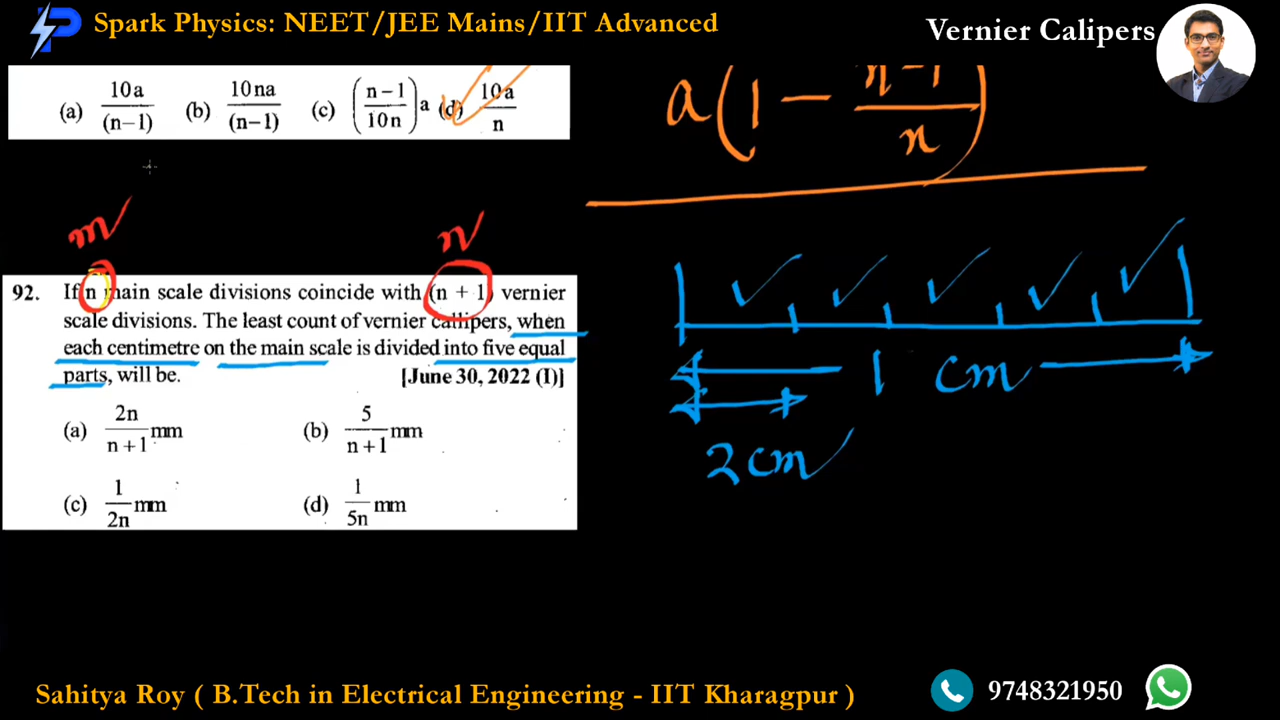 Spark Physics: NEET/JEE Mains/IIT Advanced
Vernier Calipers
(a) 10a/(n−1) (b) 10na/(n−1) (c) ((n−1)/10n) a (d) 10a/n
a(1 − (n−1)/n)
m
n
92. If n main scale divisions coincide with (n + 1) vernier
scale divisions. The least count of vernier callipers, when
each centimetre on the main scale is divided into five equal
parts, will be. [June 30, 2022 (I)]
(a) 2n/(n+1) mm (b) 5/(n+1) mm
(c) 1/2n mm (d) 1/5n mm
1 cm
2 cm
Sahitya Roy ( B.Tech in Electrical Engineering - IIT Kharagpur )
9748321950